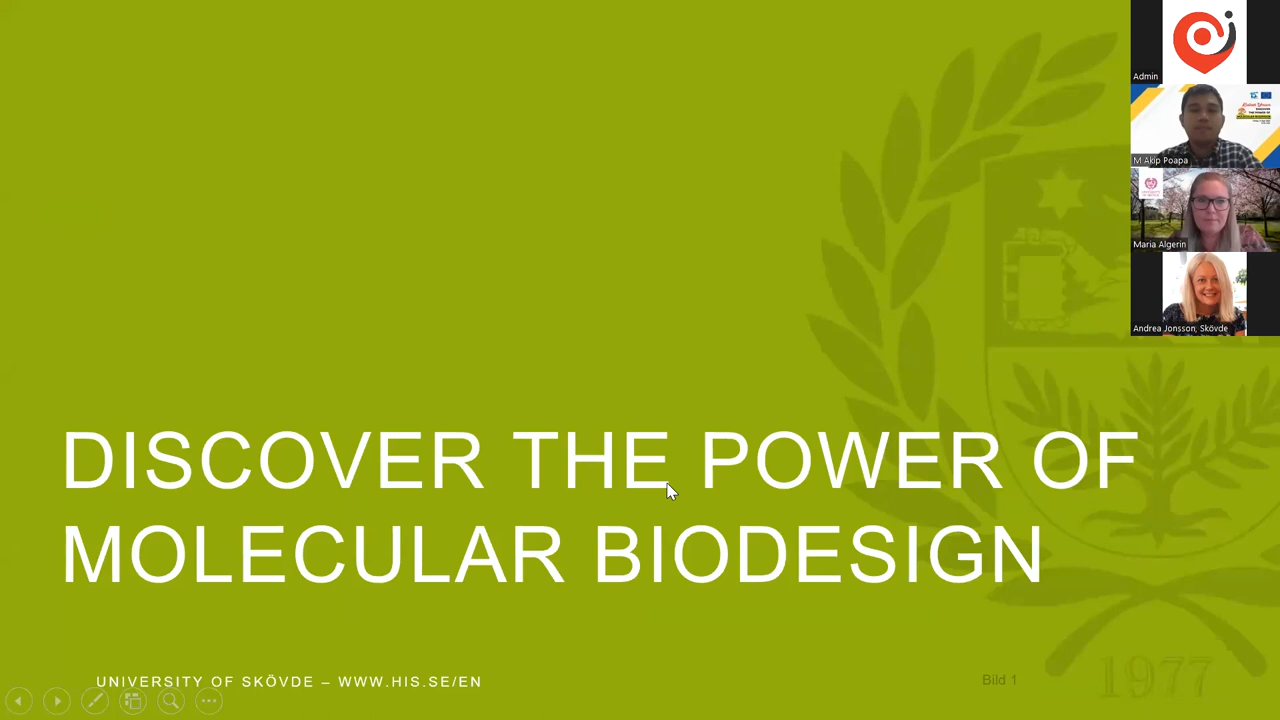 DISCOVER THE POWER OF
MOLECULAR BIODESIGN
UNIVERSITY OF SKÖVDE – WWW.HIS.SE/EN
Bild 1
1977
Admin
M Akip Poapa
Maria Algerin
Andrea Jonsson, Skövde